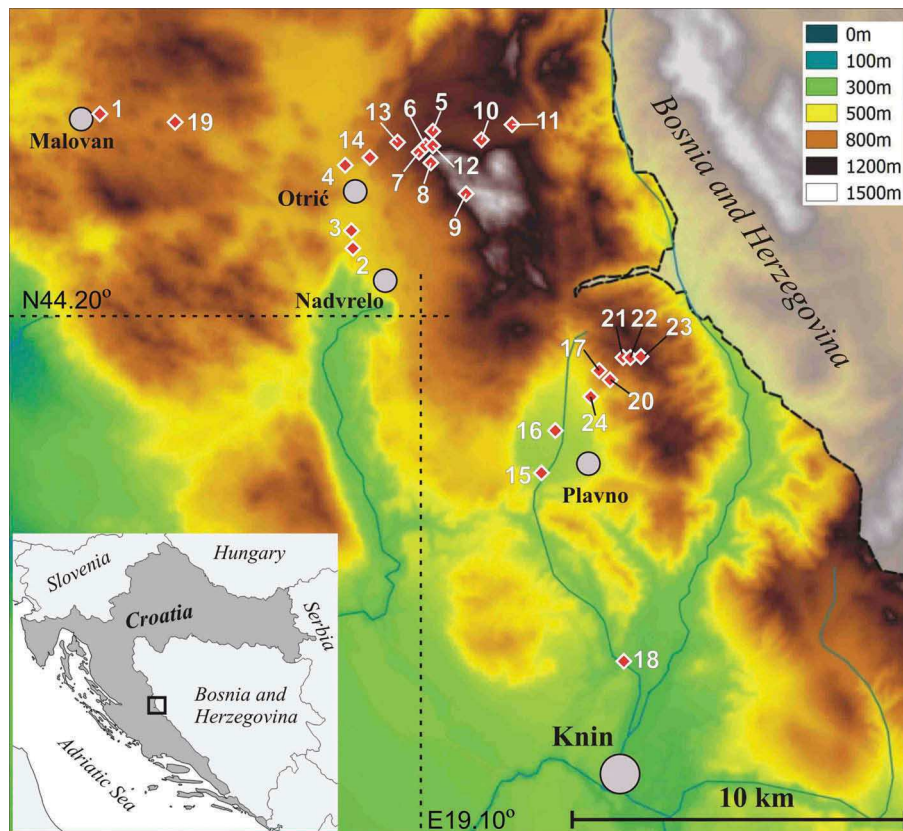 0m
100m
300m
500m
800m
1200m
1500m
Bosnia and Herzegovina
1
19
Malovan
13
6
5
10
11
14
4
7
8
12
9
Otrić
3
2
Nadvrelo
N44.20°
21
22
23
17
20
24
16
15
Plavno
18
Knin
10 km
E19.10°
Hungary
Slovenia
Croatia
Serbia
Bosnia and
Herzegovina
Adriatic Sea